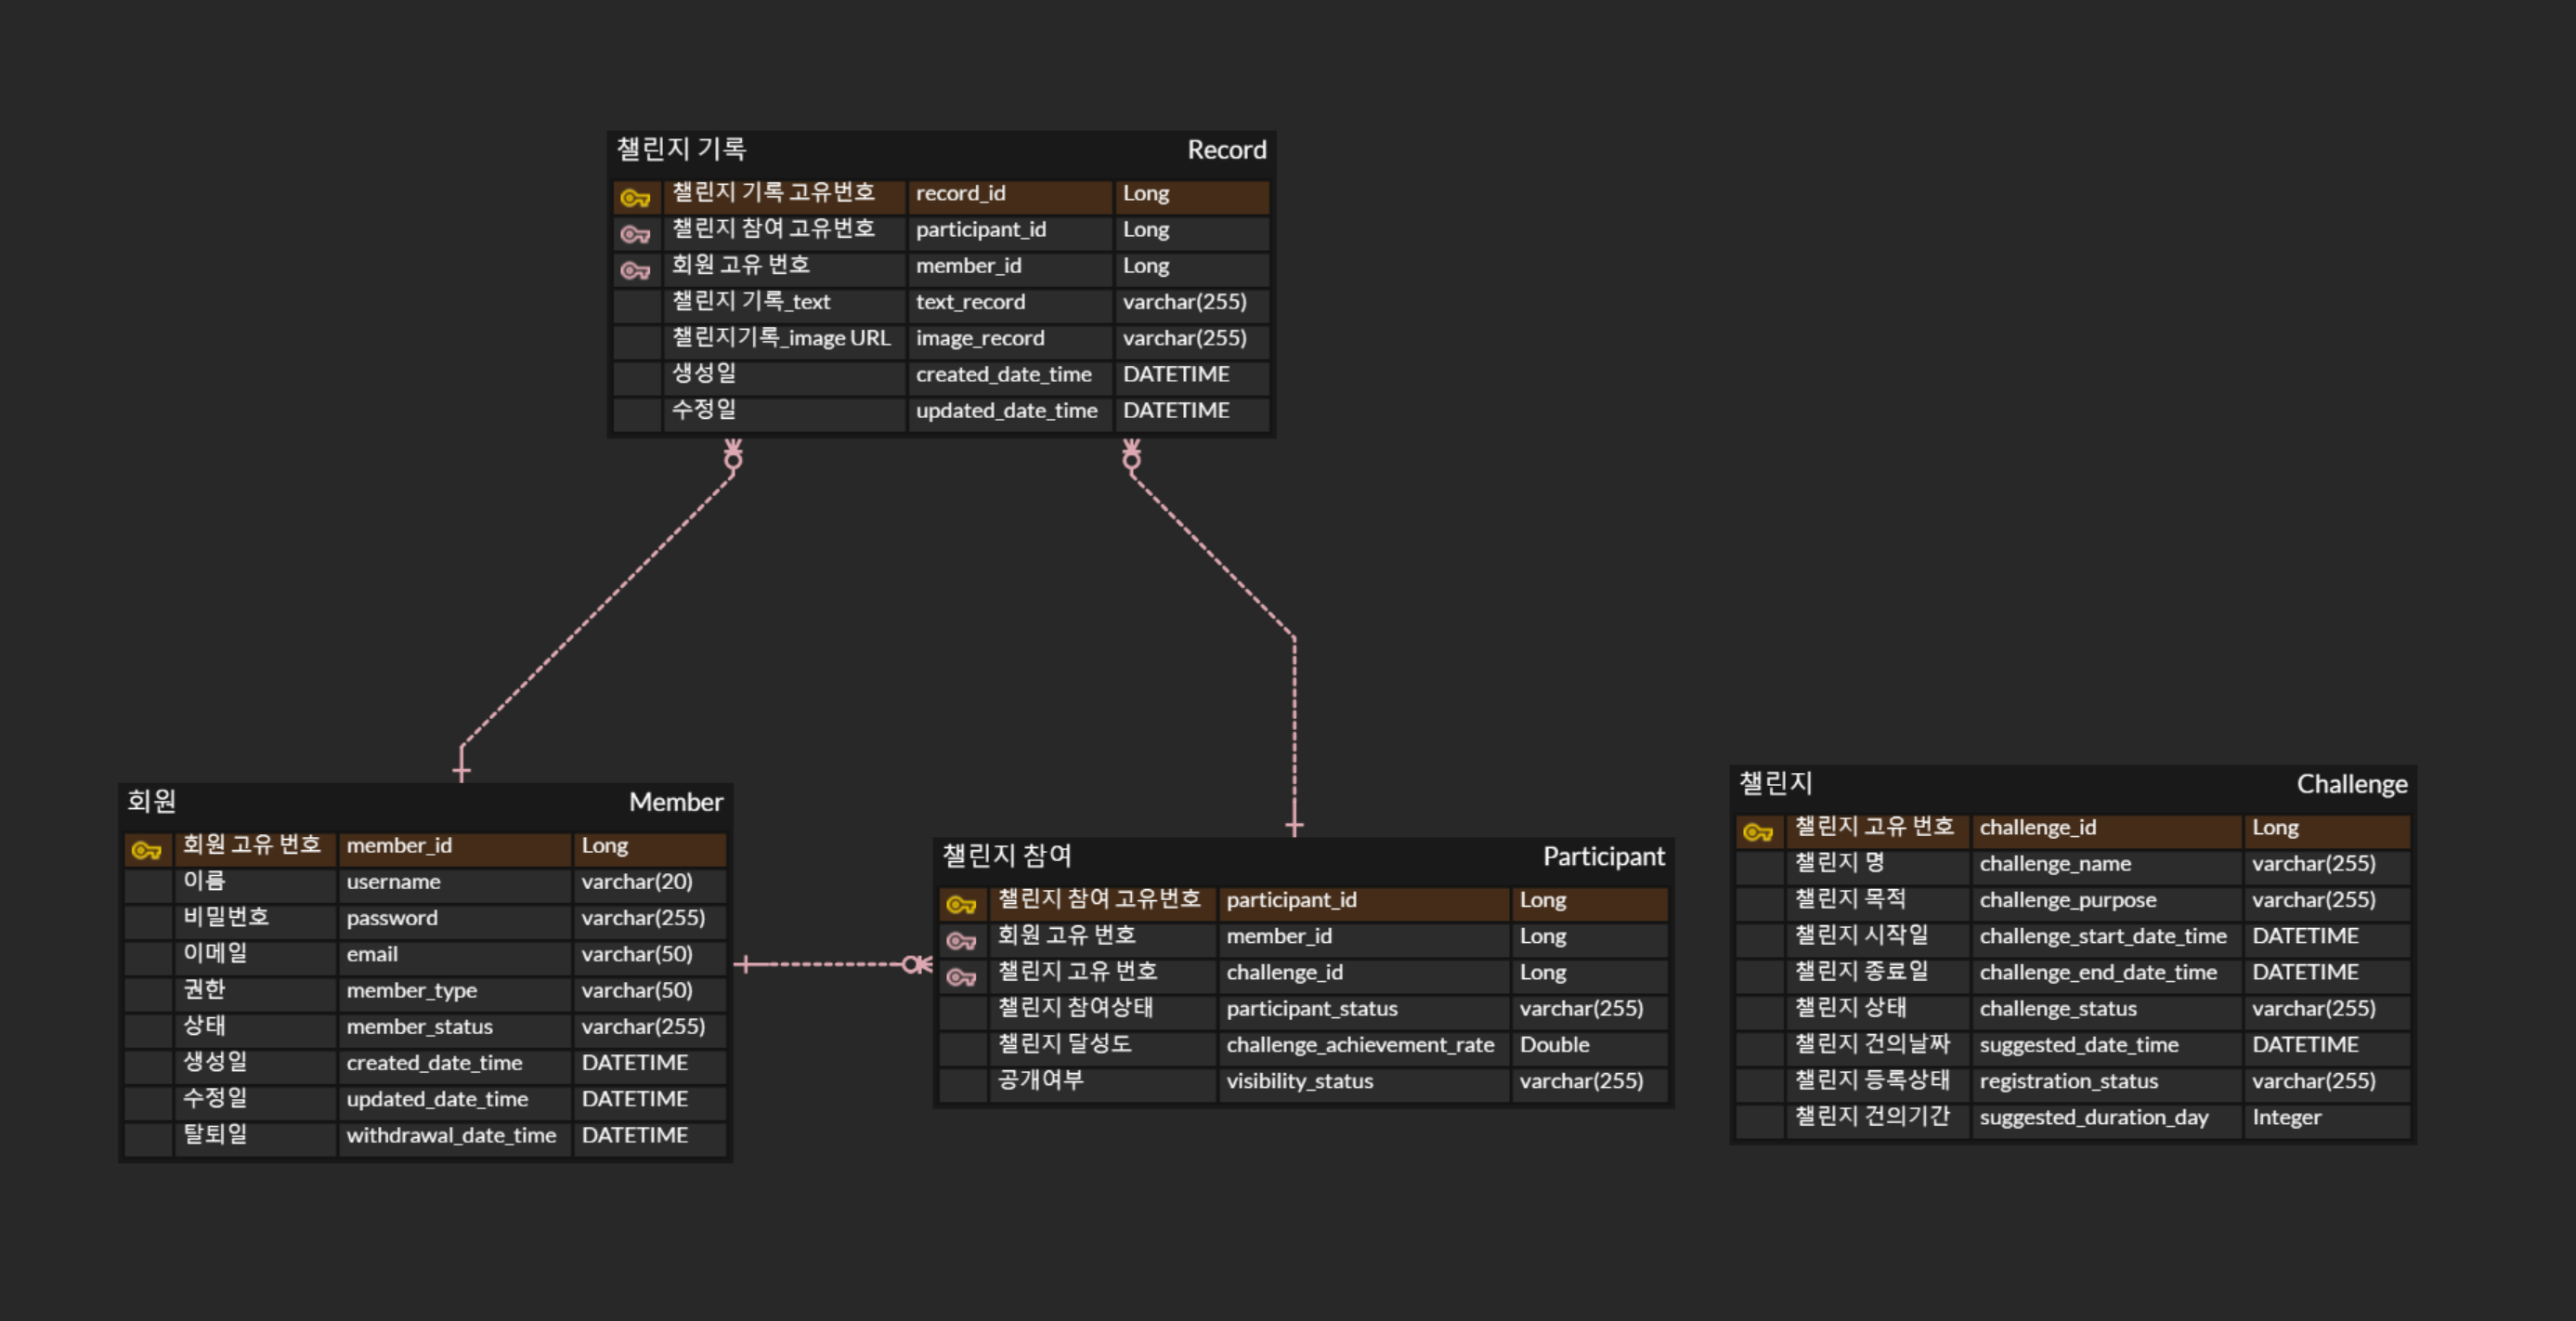 챌린지 기록 Record
챌린지 기록 고유번호 record_id Long
챌린지 참여 고유번호 participant_id Long
회원 고유 번호 member_id Long
챌린지 기록_text text_record varchar(255)
챌린지기록_image URL image_record varchar(255)
생성일 created_date_time DATETIME
수정일 updated_date_time DATETIME
회원 Member
회원 고유 번호 member_id Long
이름 username varchar(20)
비밀번호 password varchar(255)
이메일 email varchar(50)
권한 member_type varchar(50)
상태 member_status varchar(255)
생성일 created_date_time DATETIME
수정일 updated_date_time DATETIME
탈퇴일 withdrawal_date_time DATETIME
챌린지 참여 Participant
챌린지 참여 고유번호 participant_id Long
회원 고유 번호 member_id Long
챌린지 고유 번호 challenge_id Long
챌린지 참여상태 participant_status varchar(255)
챌린지 달성도 challenge_achievement_rate Double
공개여부 visibility_status varchar(255)
챌린지 Challenge
챌린지 고유 번호 challenge_id Long
챌린지 명 challenge_name varchar(255)
챌린지 목적 challenge_purpose varchar(255)
챌린지 시작일 challenge_start_date_time DATETIME
챌린지 종료일 challenge_end_date_time DATETIME
챌린지 상태 challenge_status varchar(255)
챌린지 건의날짜 suggested_date_time DATETIME
챌린지 등록상태 registration_status varchar(255)
챌린지 건의기간 suggested_duration_day Integer